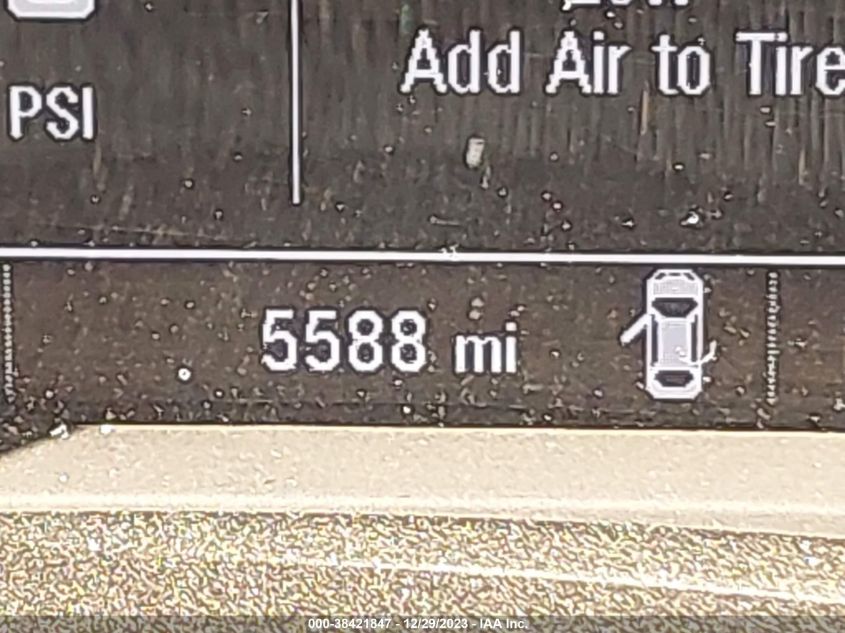 Add Air to Tire
PSI
5588 mi
000-38421847 - 12/29/2023 - IAA Inc.